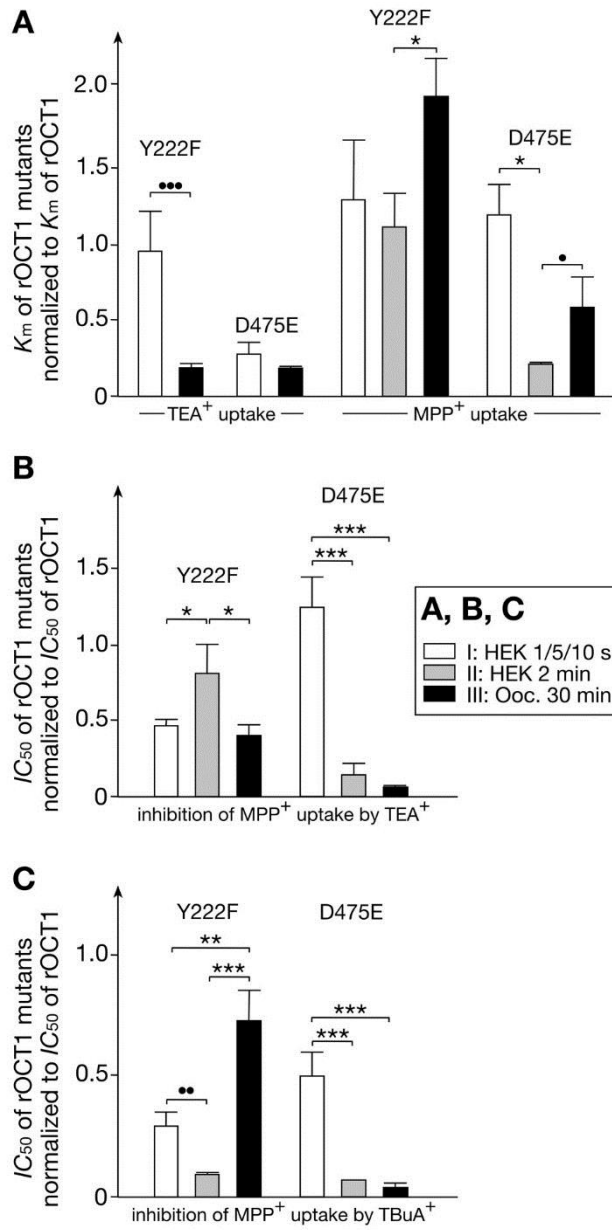 A
Km of rOCT1 mutants
normalized to Km of rOCT1
2.0
1.5
1.0
0.5
0
Y222F
•••
D475E
Y222F
*
D475E
*
•
TEA+ uptake
MPP+ uptake
B
IC50 of rOCT1 mutants
normalized to IC50 of rOCT1
1.5
1.0
0.5
0
Y222F
*
*
D475E
***
***
inhibition of MPP+ uptake by TEA+
A, B, C
I: HEK 1/5/10 s
II: HEK 2 min
III: Ooc. 30 min
C
IC50 of rOCT1 mutants
normalized to IC50 of rOCT1
1.0
0.5
0
Y222F
**
***
••
D475E
***
***
inhibition of MPP+ uptake by TBuA+